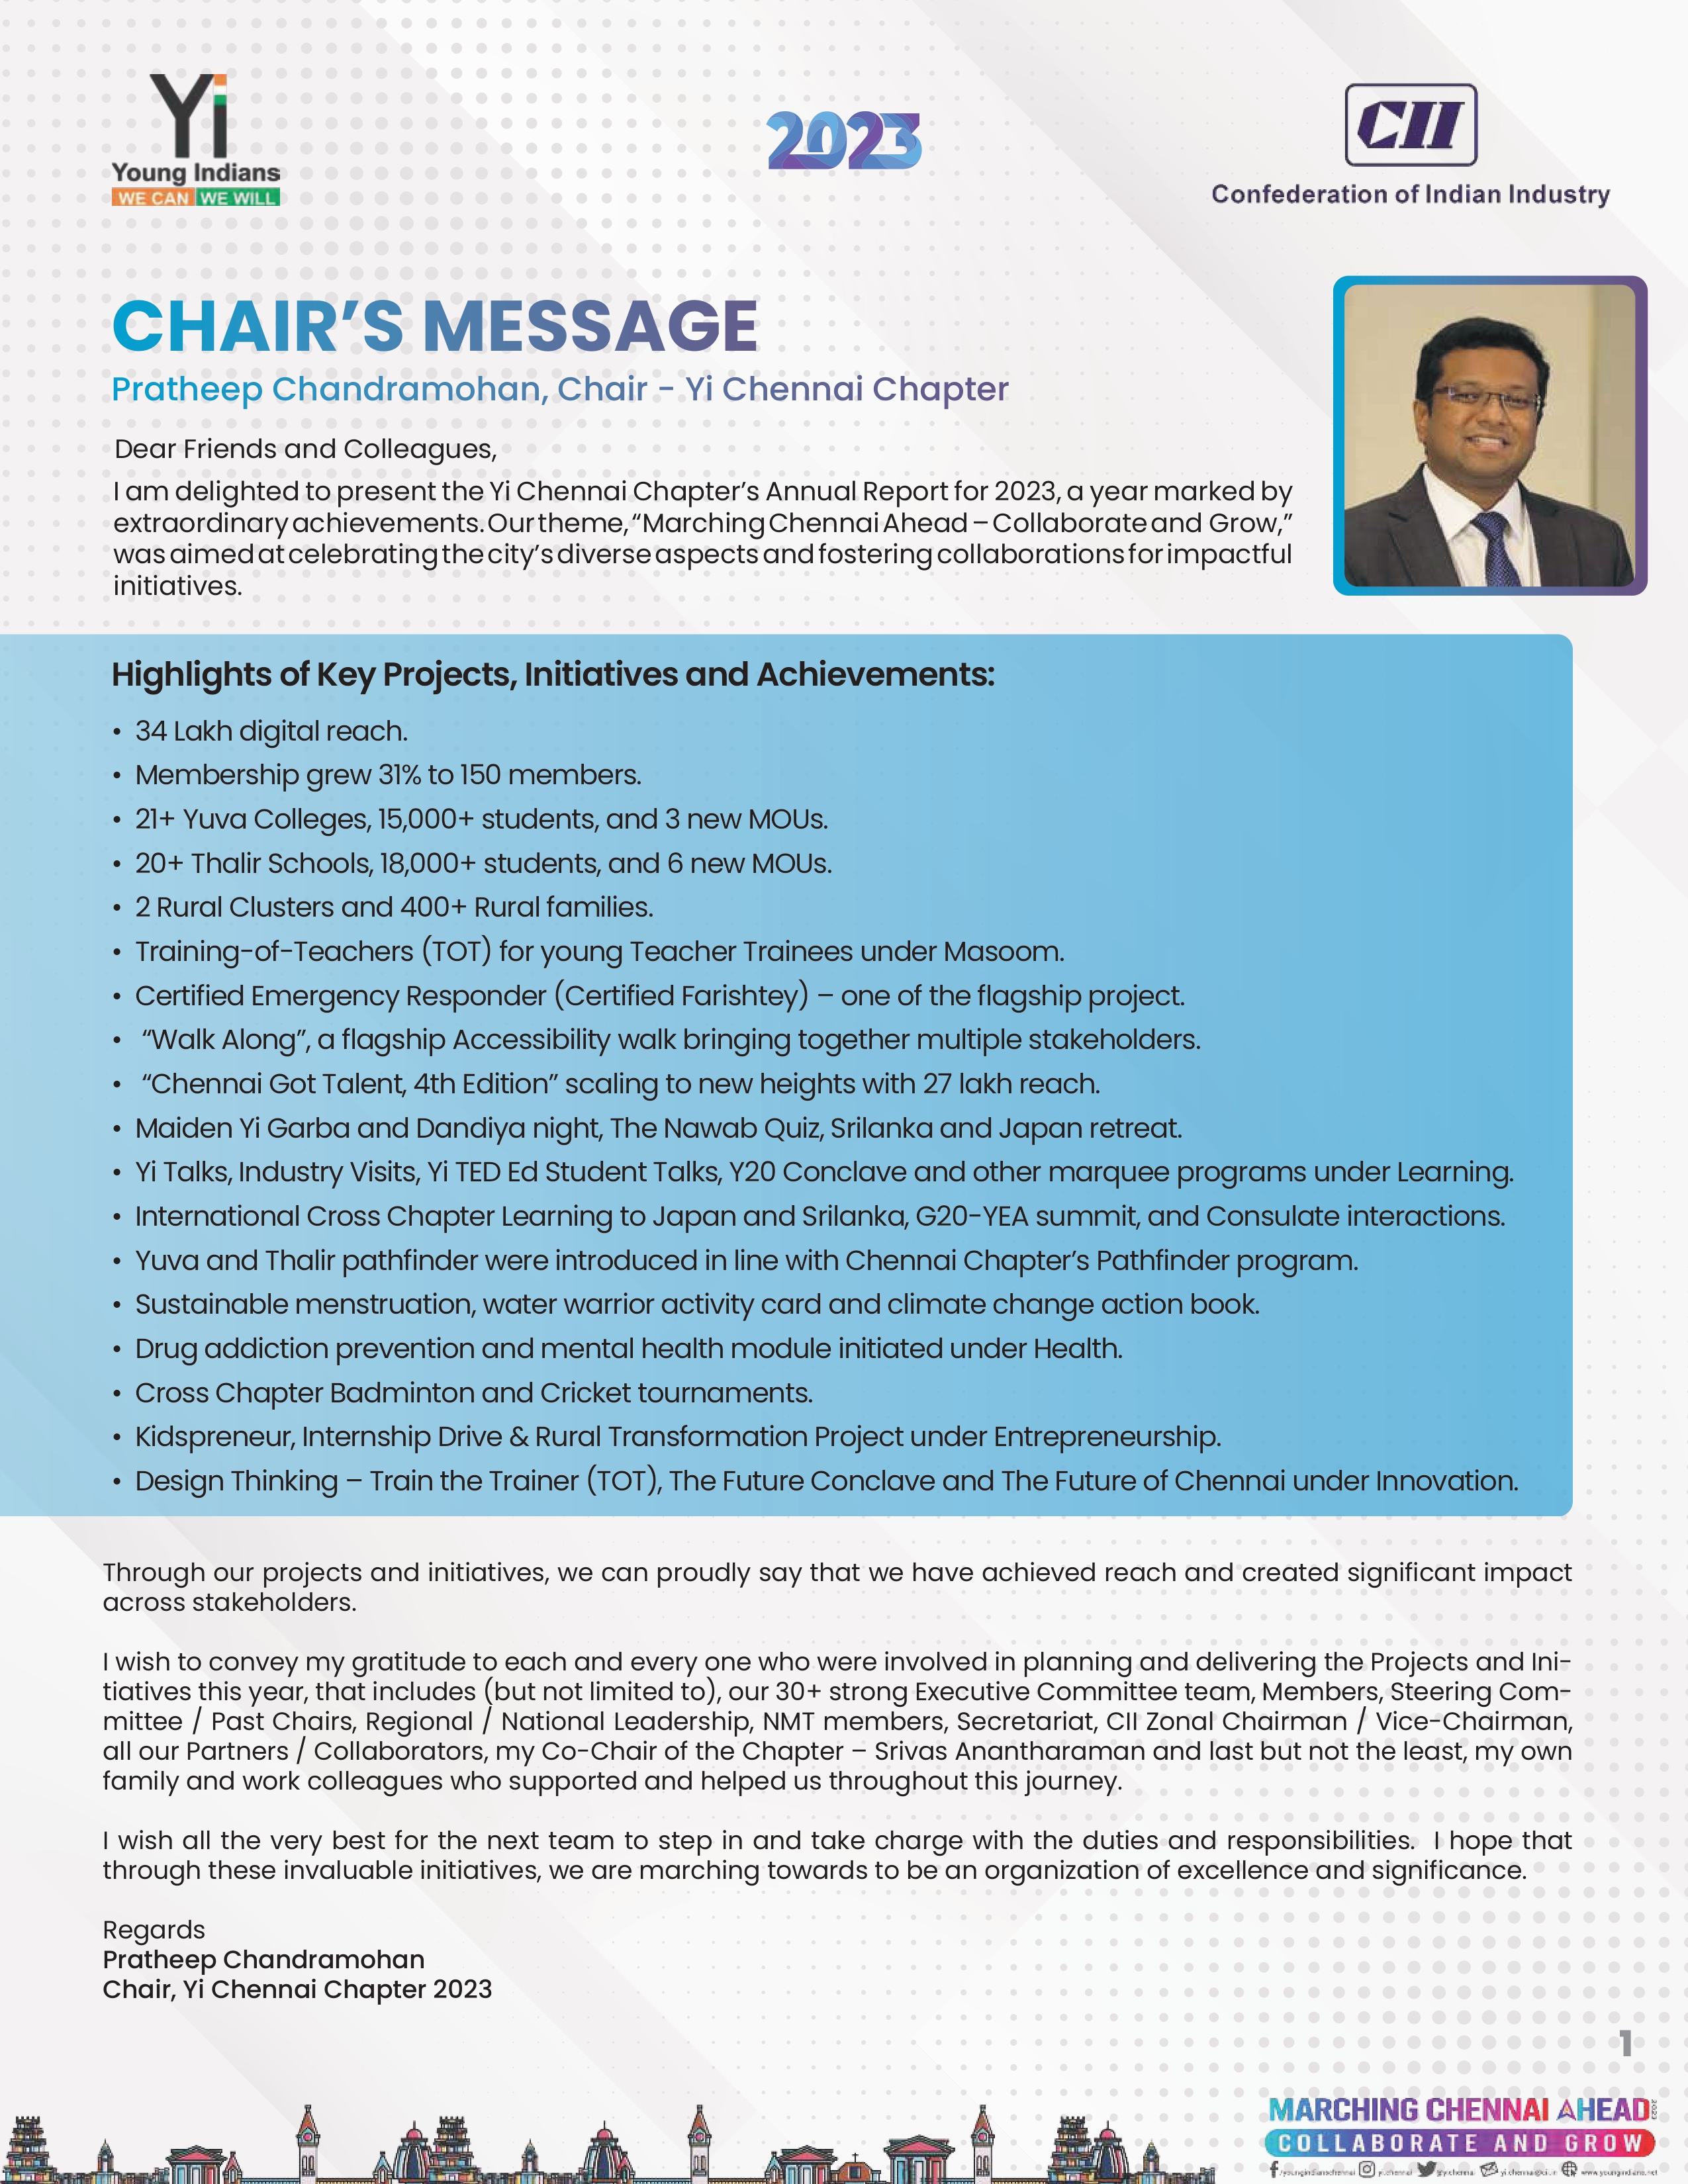 Yi
Young Indians
WE CAN WE WILL
2023
CII
Confederation of Indian Industry
CHAIR’S MESSAGE
Pratheep Chandramohan, Chair - Yi Chennai Chapter
Dear Friends and Colleagues,
I am delighted to present the Yi Chennai Chapter’s Annual Report for 2023, a year marked by
extraordinary achievements. Our theme, “Marching Chennai Ahead – Collaborate and Grow,”
was aimed at celebrating the city’s diverse aspects and fostering collaborations for impactful
initiatives.
Highlights of Key Projects, Initiatives and Achievements:
• 34 Lakh digital reach.
• Membership grew 31% to 150 members.
• 21+ Yuva Colleges, 15,000+ students, and 3 new MOUs.
• 20+ Thalir Schools, 18,000+ students, and 6 new MOUs.
• 2 Rural Clusters and 400+ Rural families.
• Training-of-Teachers (TOT) for young Teacher Trainees under Masoom.
• Certified Emergency Responder (Certified Farishtey) – one of the flagship project.
• “Walk Along”, a flagship Accessibility walk bringing together multiple stakeholders.
• “Chennai Got Talent, 4th Edition” scaling to new heights with 27 lakh reach.
• Maiden Yi Garba and Dandiya night, The Nawab Quiz, Srilanka and Japan retreat.
• Yi Talks, Industry Visits, Yi TED Ed Student Talks, Y20 Conclave and other marquee programs under Learning.
• International Cross Chapter Learning to Japan and Srilanka, G20-YEA summit, and Consulate interactions.
• Yuva and Thalir pathfinder were introduced in line with Chennai Chapter’s Pathfinder program.
• Sustainable menstruation, water warrior activity card and climate change action book.
• Drug addiction prevention and mental health module initiated under Health.
• Cross Chapter Badminton and Cricket tournaments.
• Kidspreneur, Internship Drive & Rural Transformation Project under Entrepreneurship.
• Design Thinking – Train the Trainer (TOT), The Future Conclave and The Future of Chennai under Innovation.
Through our projects and initiatives, we can proudly say that we have achieved reach and created significant impact
across stakeholders.
I wish to convey my gratitude to each and every one who were involved in planning and delivering the Projects and Ini-
tiatives this year, that includes (but not limited to), our 30+ strong Executive Committee team, Members, Steering Com-
mittee / Past Chairs, Regional / National Leadership, NMT members, Secretariat, CII Zonal Chairman / Vice-Chairman,
all our Partners / Collaborators, my Co-Chair of the Chapter – Srivas Anantharaman and last but not the least, my own
family and work colleagues who supported and helped us throughout this journey.
I wish all the very best for the next team to step in and take charge with the duties and responsibilities. I hope that
through these invaluable initiatives, we are marching towards to be an organization of excellence and significance.
Regards
Pratheep Chandramohan
Chair, Yi Chennai Chapter 2023
1
MARCHING CHENNAI AHEAD 2023
COLLABORATE AND GROW